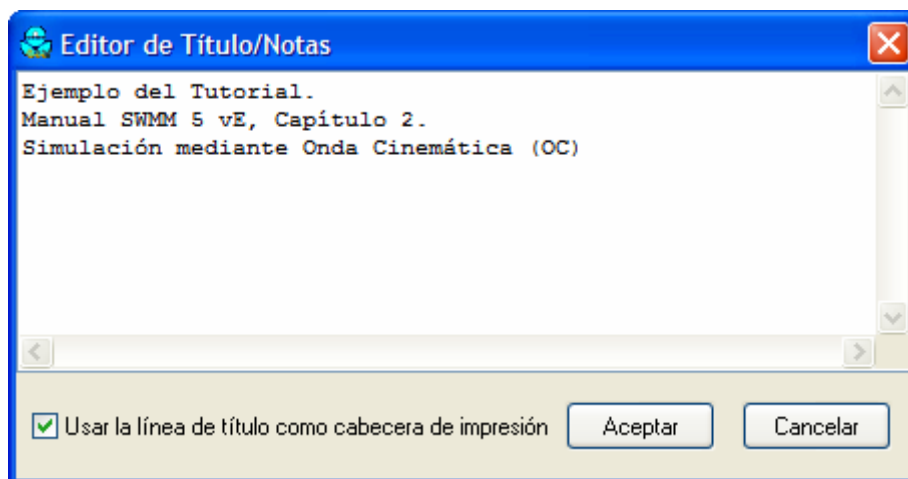 Editor de Título/Notas
Ejemplo del Tutorial.
Manual SWMM 5 vE, Capítulo 2.
Simulación mediante Onda Cinemática (OC)
Usar la línea de título como cabecera de impresión Aceptar Cancelar